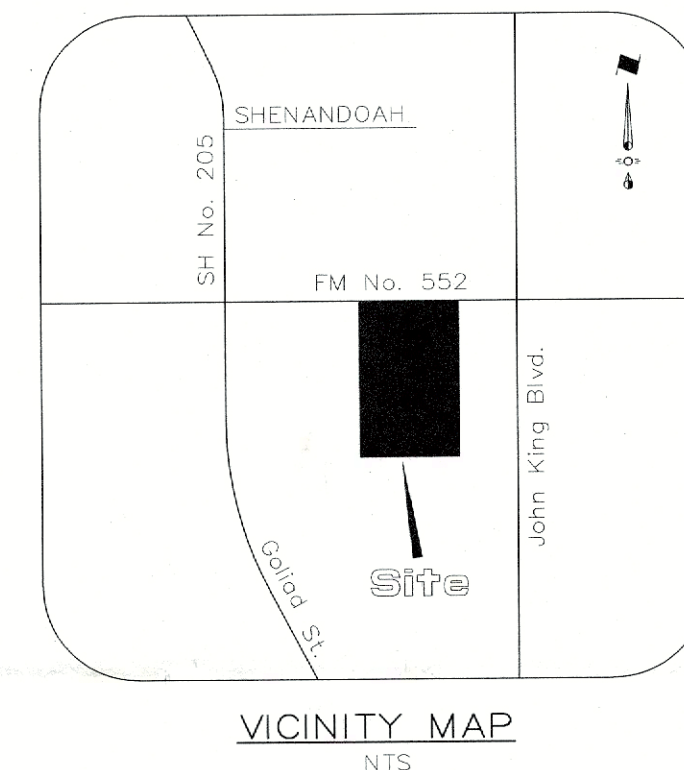 SHENANDOAH
SH No. 205
FM No. 552
John King Blvd.
Goliad St.
Site
VICINITY MAP
NTS